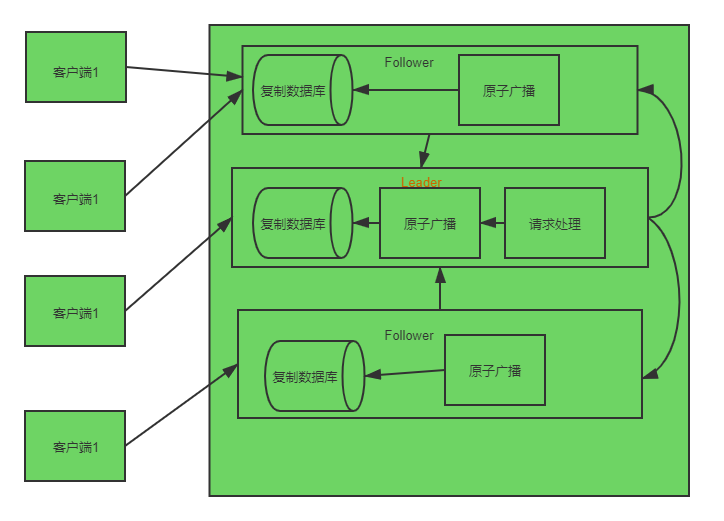 客户端1
Follower
复制数据库
原子广播
客户端1
Leader
复制数据库
原子广播
请求处理
客户端1
Follower
复制数据库
原子广播
客户端1